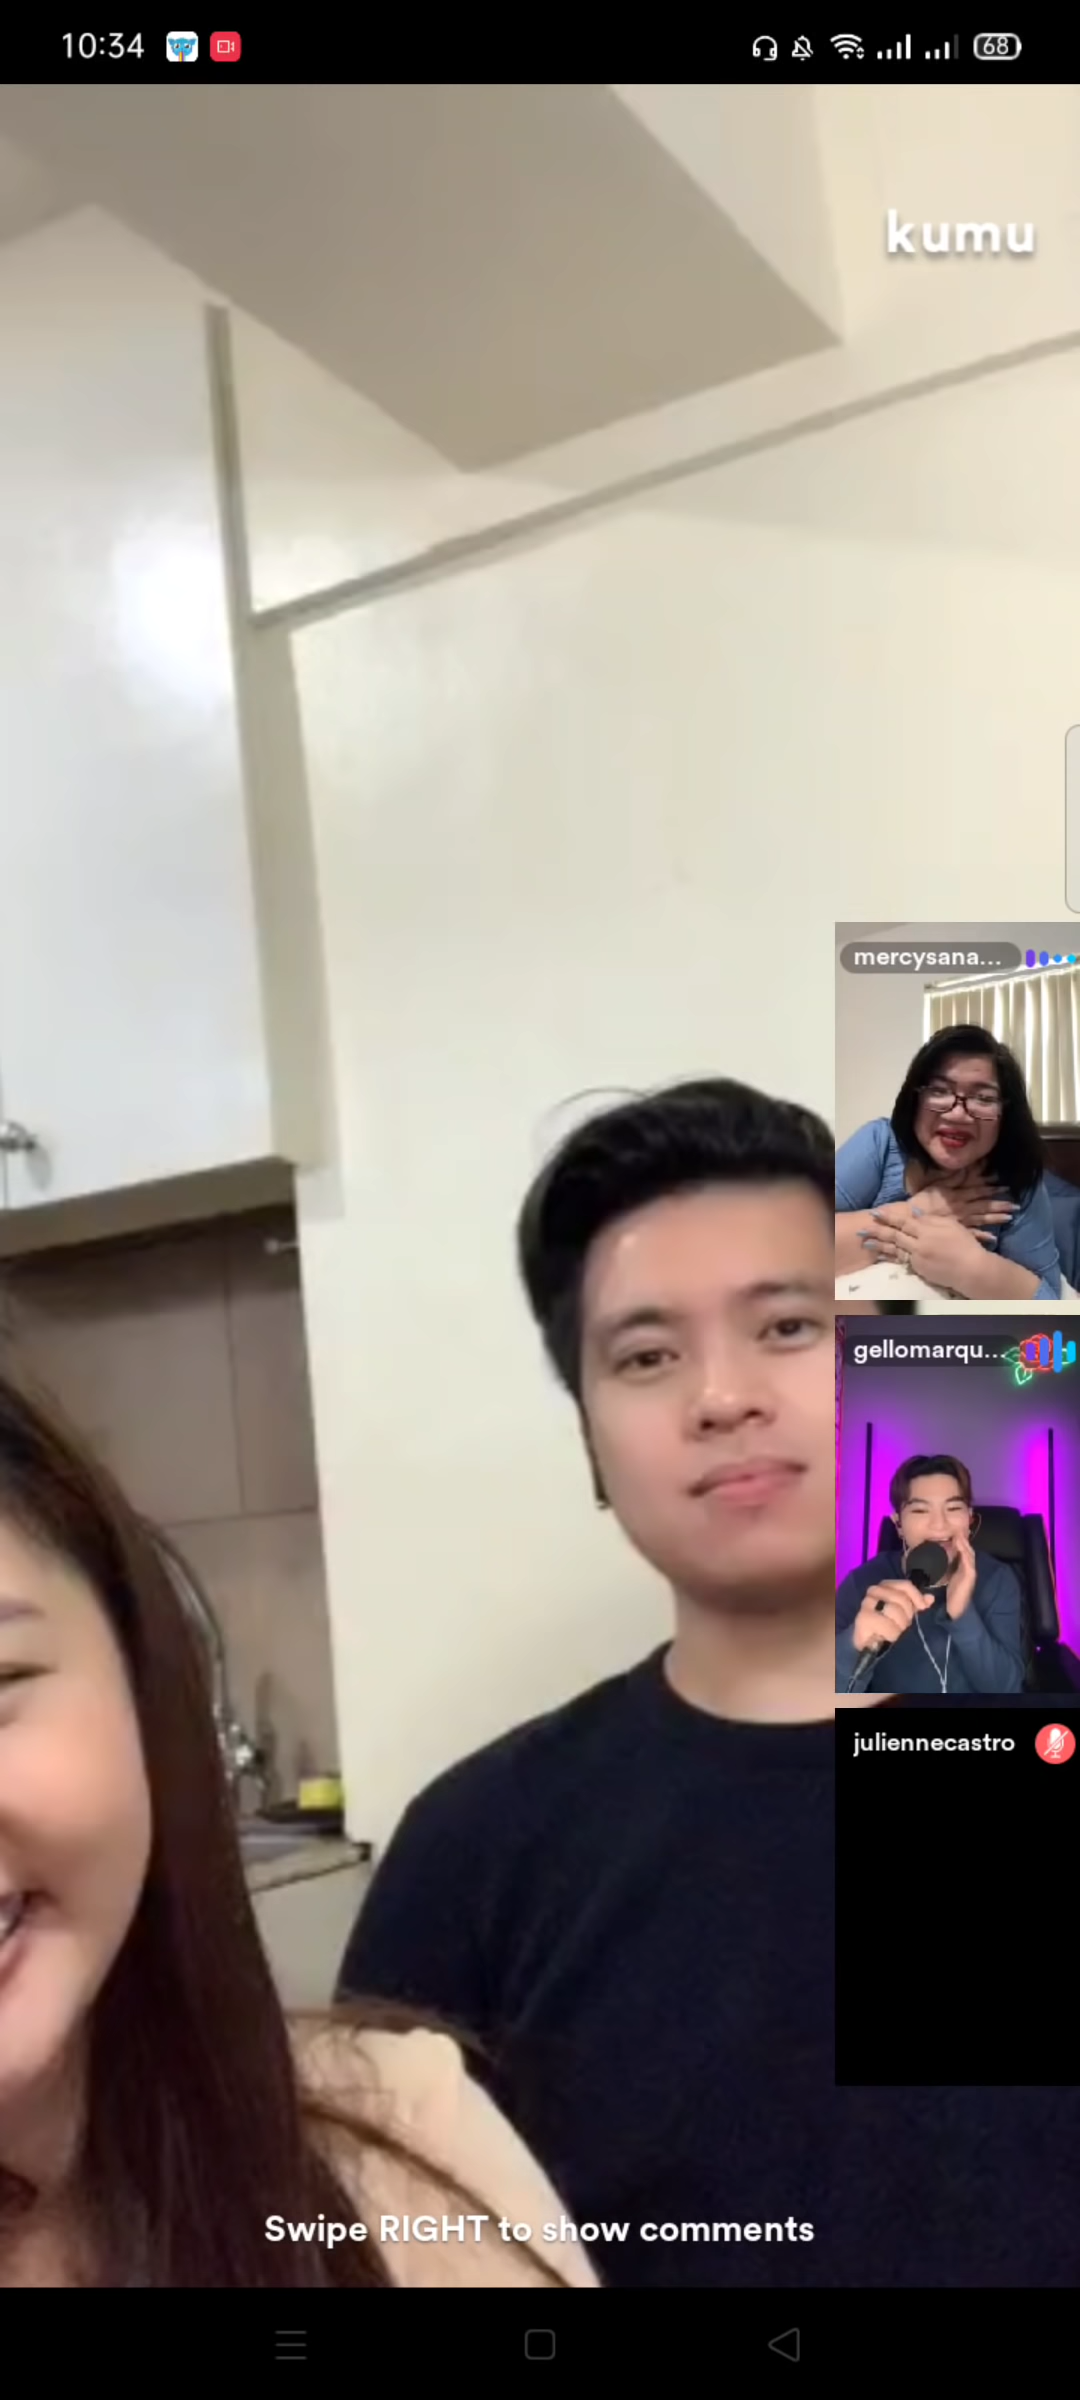 10:34
68
kumu
mercysana...
gellomarqu...
juliennecastro
Swipe RIGHT to show comments